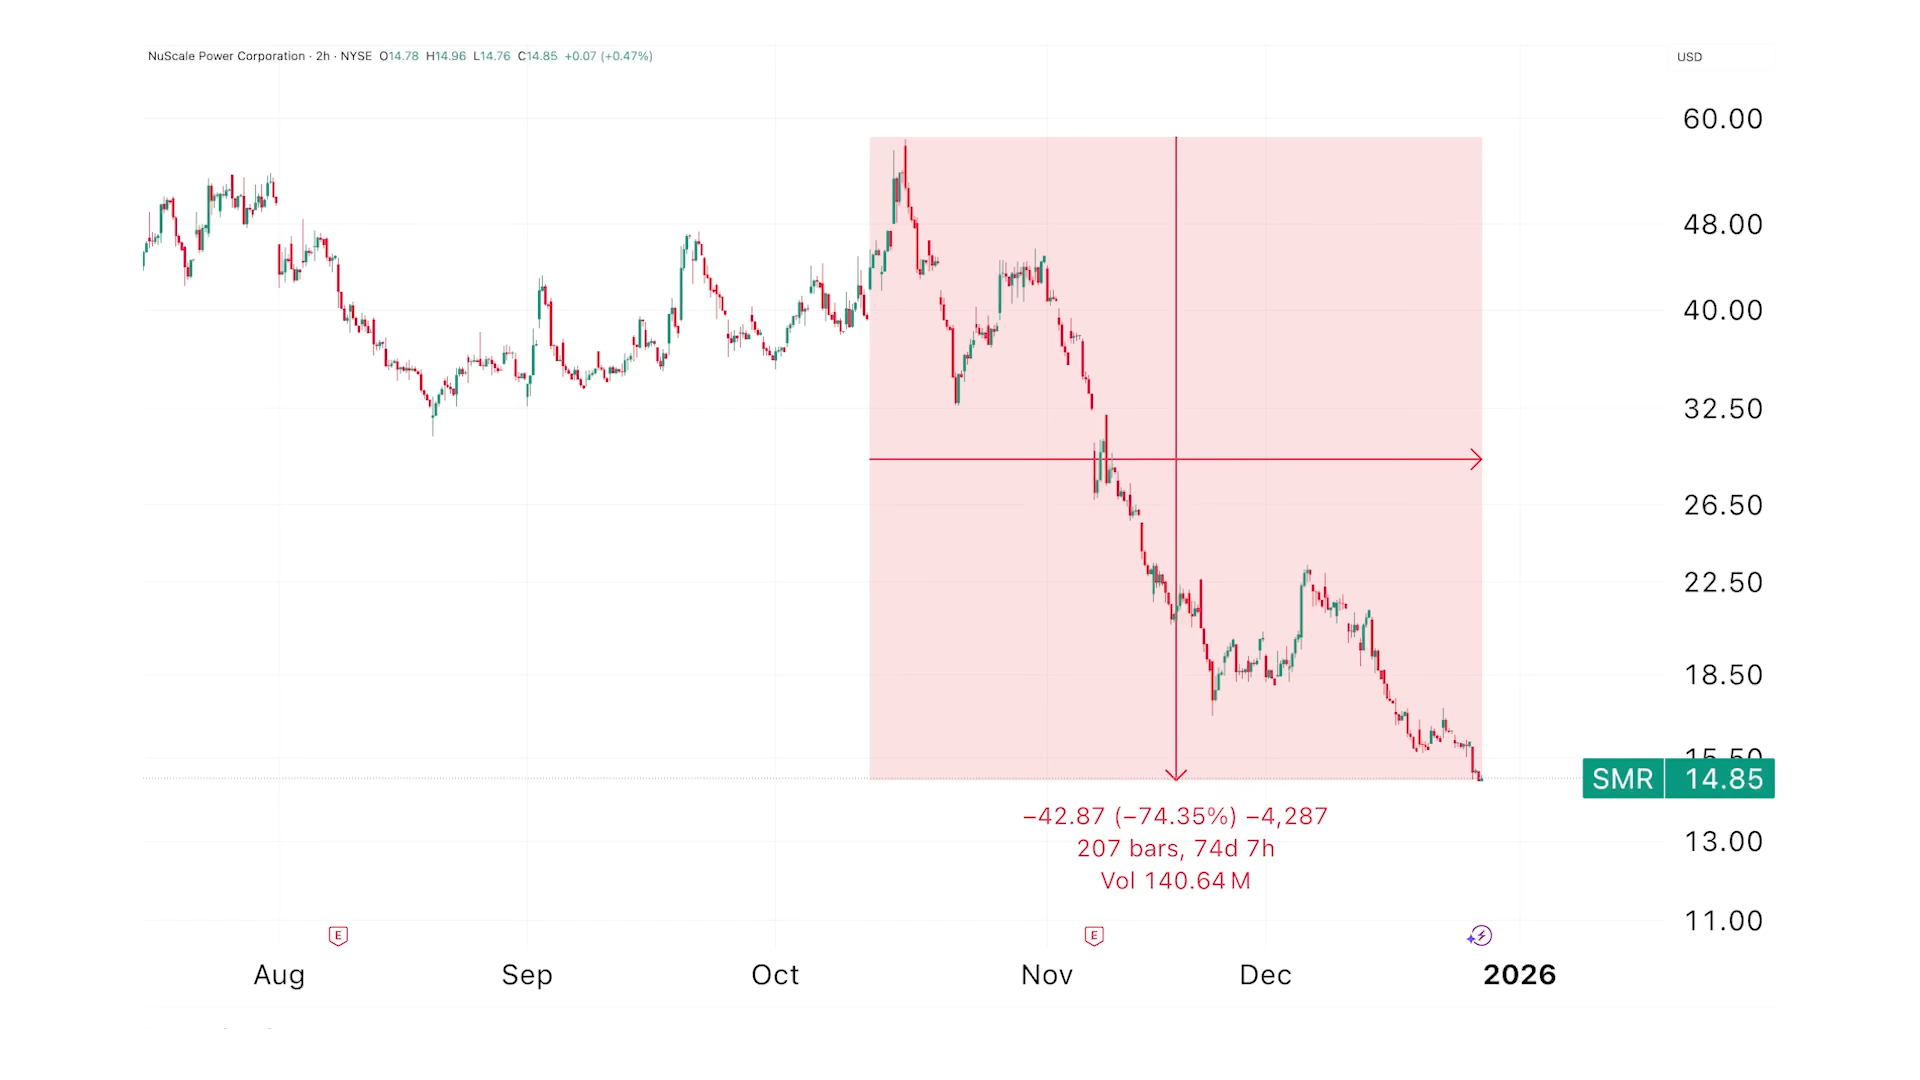 NuScale Power Corporation · 2h · NYSE O14.78 H14.96 L14.76 C14.85 +0.07 (+0.47%)
USD
60.00
48.00
40.00
32.50
26.50
22.50
18.50
15.50
SMR 14.85
−42.87 (−74.35%) −4,287
207 bars, 74d 7h
Vol 140.64 M
13.00
11.00
E
E
Aug Sep Oct Nov Dec 2026